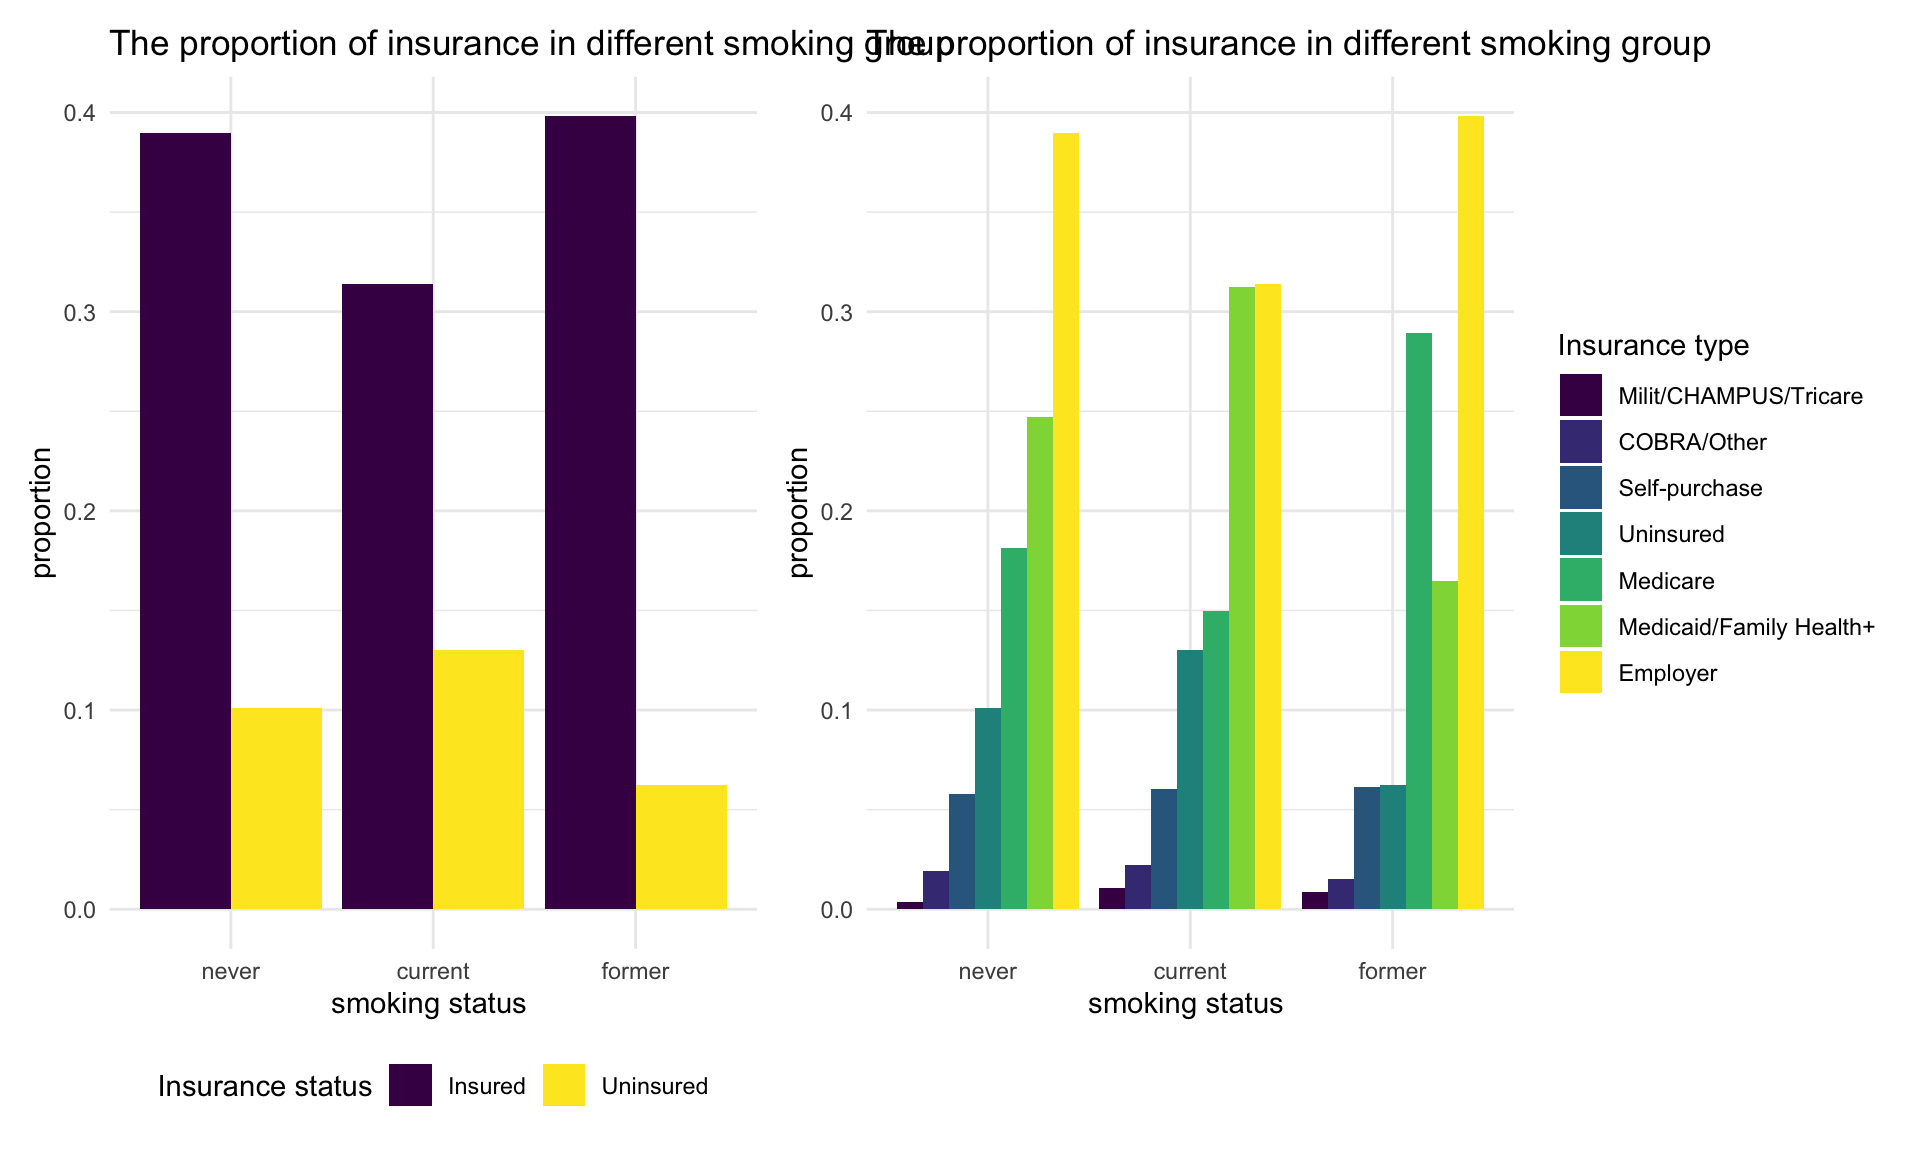 The proportion of insurance in different smoking group
The proportion of insurance in different smoking group
proportion
0.4
0.3
0.2
0.1
0.0
never current former
smoking status
Insurance status Insured Uninsured
proportion
0.4
0.3
0.2
0.1
0.0
never current former
smoking status
Insurance type
Milit/CHAMPUS/Tricare
COBRA/Other
Self-purchase
Uninsured
Medicare
Medicaid/Family Health+
Employer